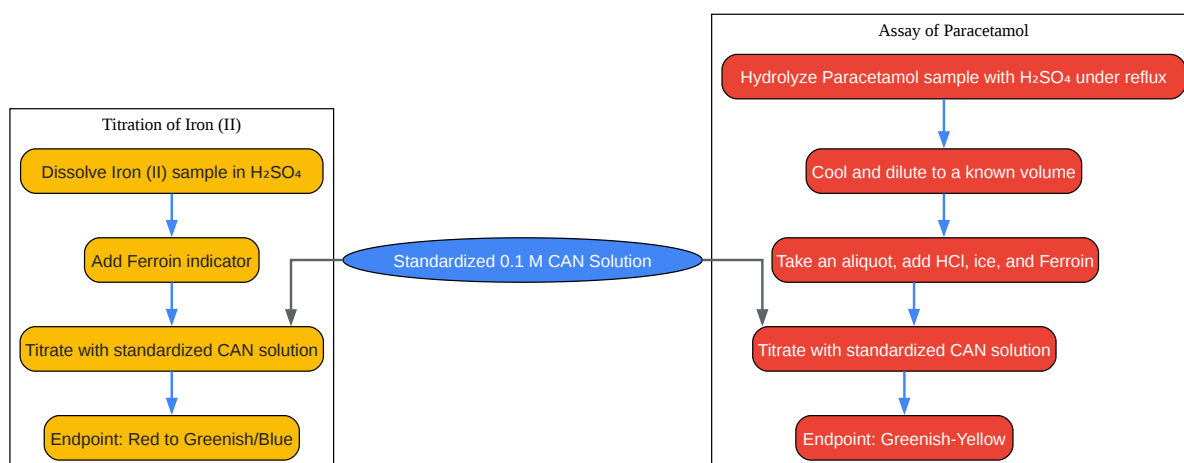 Assay of Paracetamol
Hydrolyze Paracetamol sample with H₂SO₄ under reflux
Titration of Iron (II)
Dissolve Iron (II) sample in H₂SO₄
Cool and dilute to a known volume
Add Ferroin indicator
Standardized 0.1 M CAN Solution
Take an aliquot, add HCl, ice, and Ferroin
Titrate with standardized CAN solution
Titrate with standardized CAN solution
Endpoint: Red to Greenish/Blue
Endpoint: Greenish-Yellow